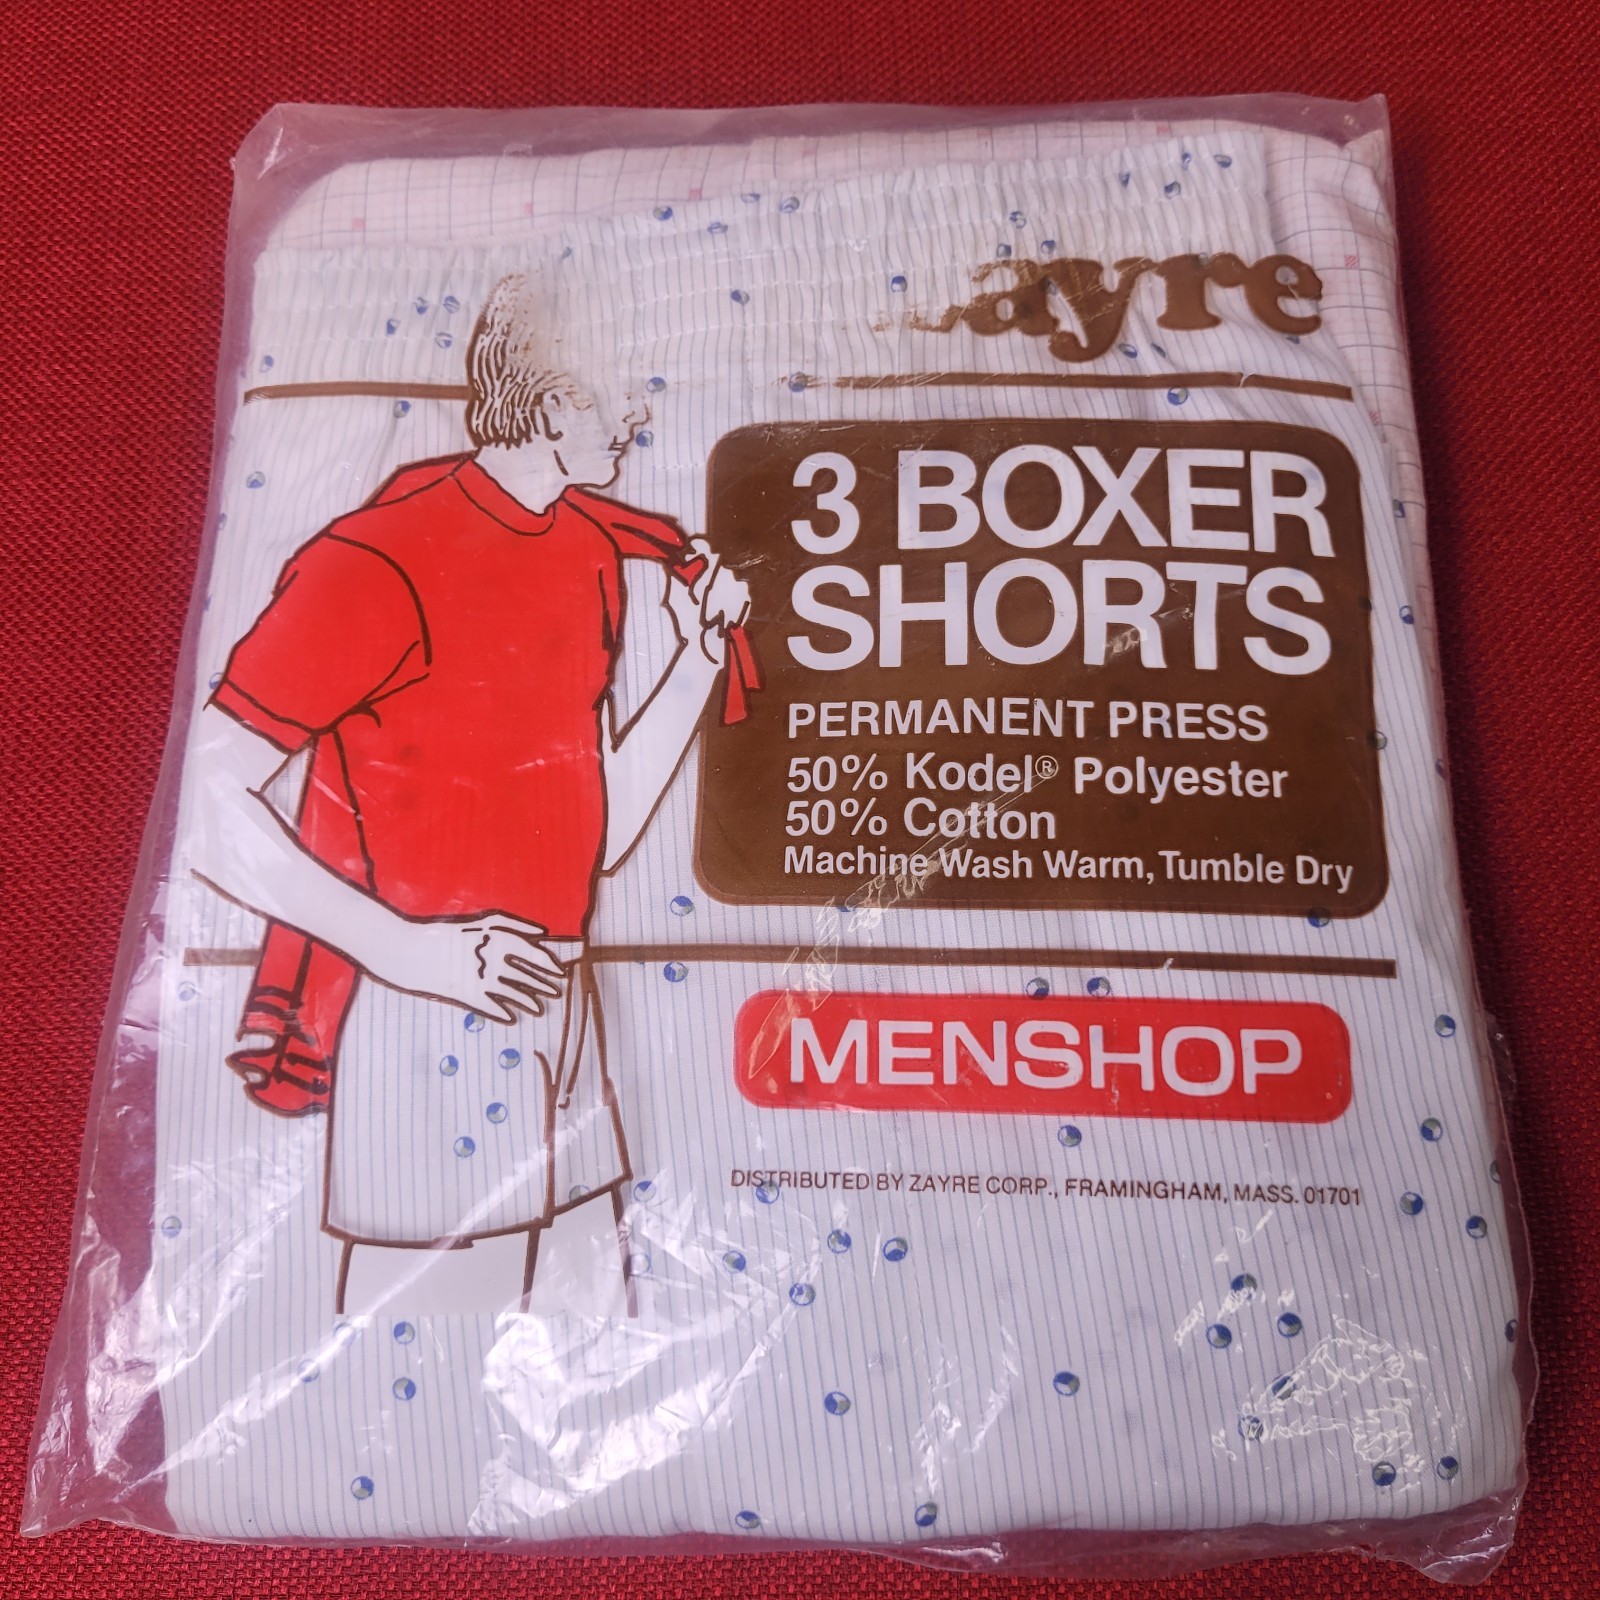 ayre
3 BOXER
SHORTS
PERMANENT PRESS
50% Kodel® Polyester
50% Cotton
Machine Wash Warm, Tumble Dry
MENSHOP
DISTRIBUTED BY ZAYRE CORP., FRAMINGHAM, MASS. 01701